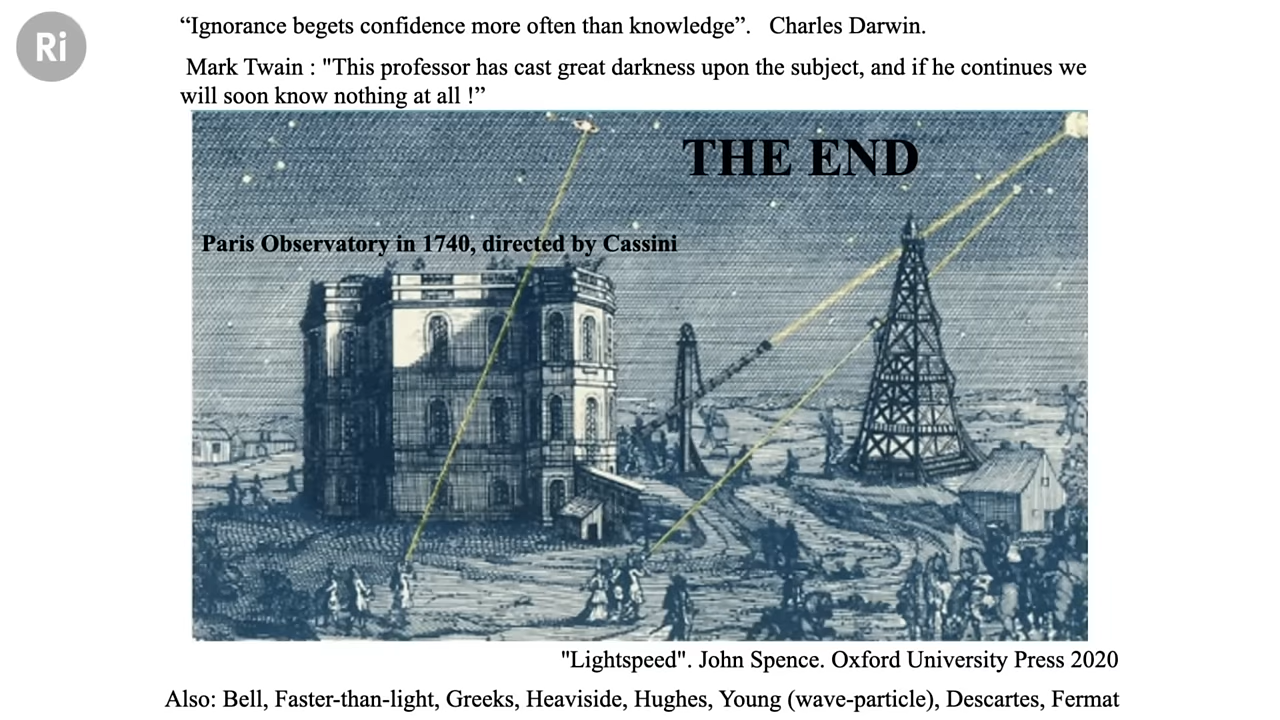 Ri
“Ignorance begets confidence more often than knowledge”. Charles Darwin.
Mark Twain : "This professor has cast great darkness upon the subject, and if he continues we
will soon know nothing at all !”
THE END
Paris Observatory in 1740, directed by Cassini
"Lightspeed". John Spence. Oxford University Press 2020
Also: Bell, Faster-than-light, Greeks, Heaviside, Hughes, Young (wave-particle), Descartes, Fermat